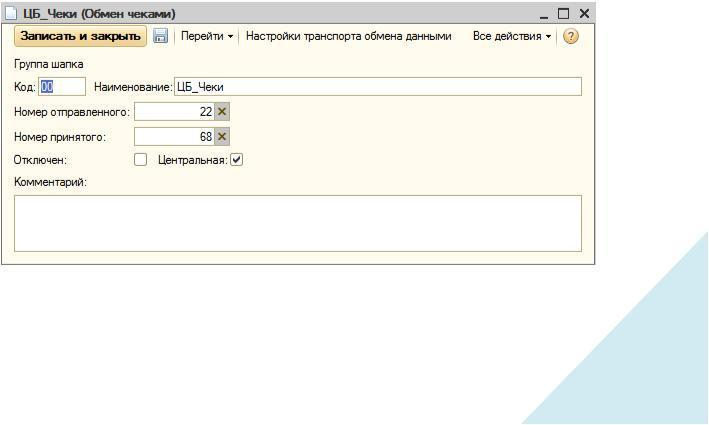 ЦБ_Чеки (Обмен чеками)
Записать и закрыть Перейти Настройки транспорта обмена данными Все действия ?
Группа шапка
Код: 00 Наименование: ЦБ_Чеки
Номер отправленного: 22
Номер принятого: 68
Отключен: Центральная:
Комментарий: